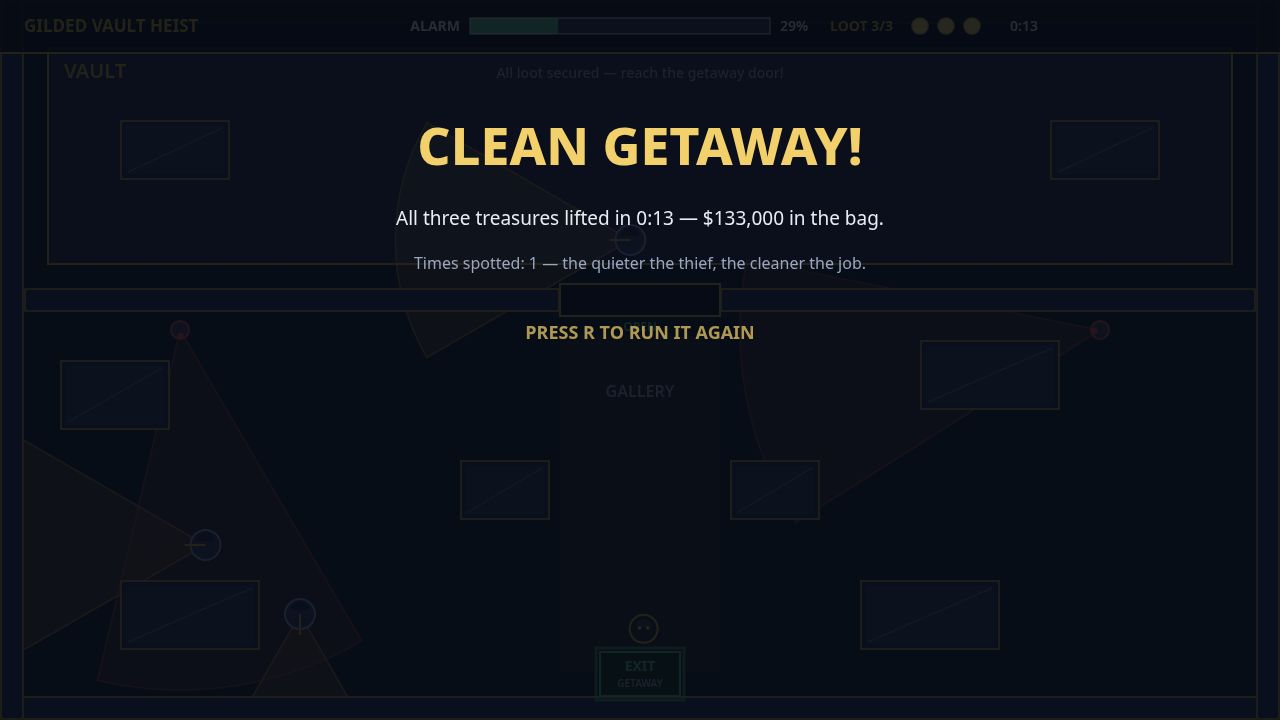 GILDED VAULT HEIST
ALARM 29% LOOT 3/3 0:13
VAULT
All loot secured — reach the getaway door!
CLEAN GETAWAY!
All three treasures lifted in 0:13 — $133,000 in the bag.
Times spotted: 1 — the quieter the thief, the cleaner the job.
PRESS R TO RUN IT AGAIN
GALLERY
EXIT
GETAWAY